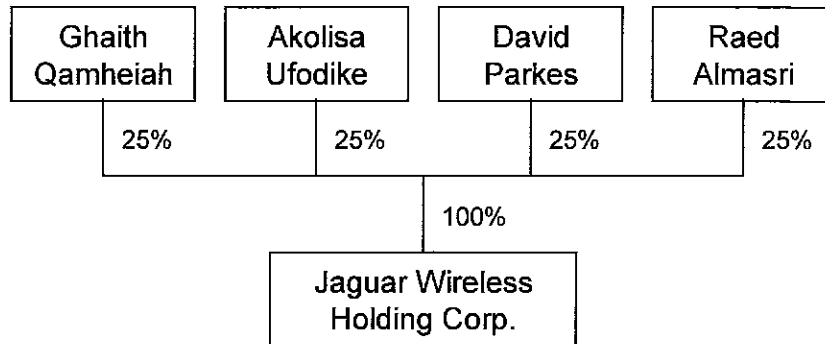 Ghaith
Qamheiah
Akolisa
Ufodike
David
Parkes
Raed
Almasri
25%
25%
25%
25%
100%
Jaguar Wireless
Holding Corp.